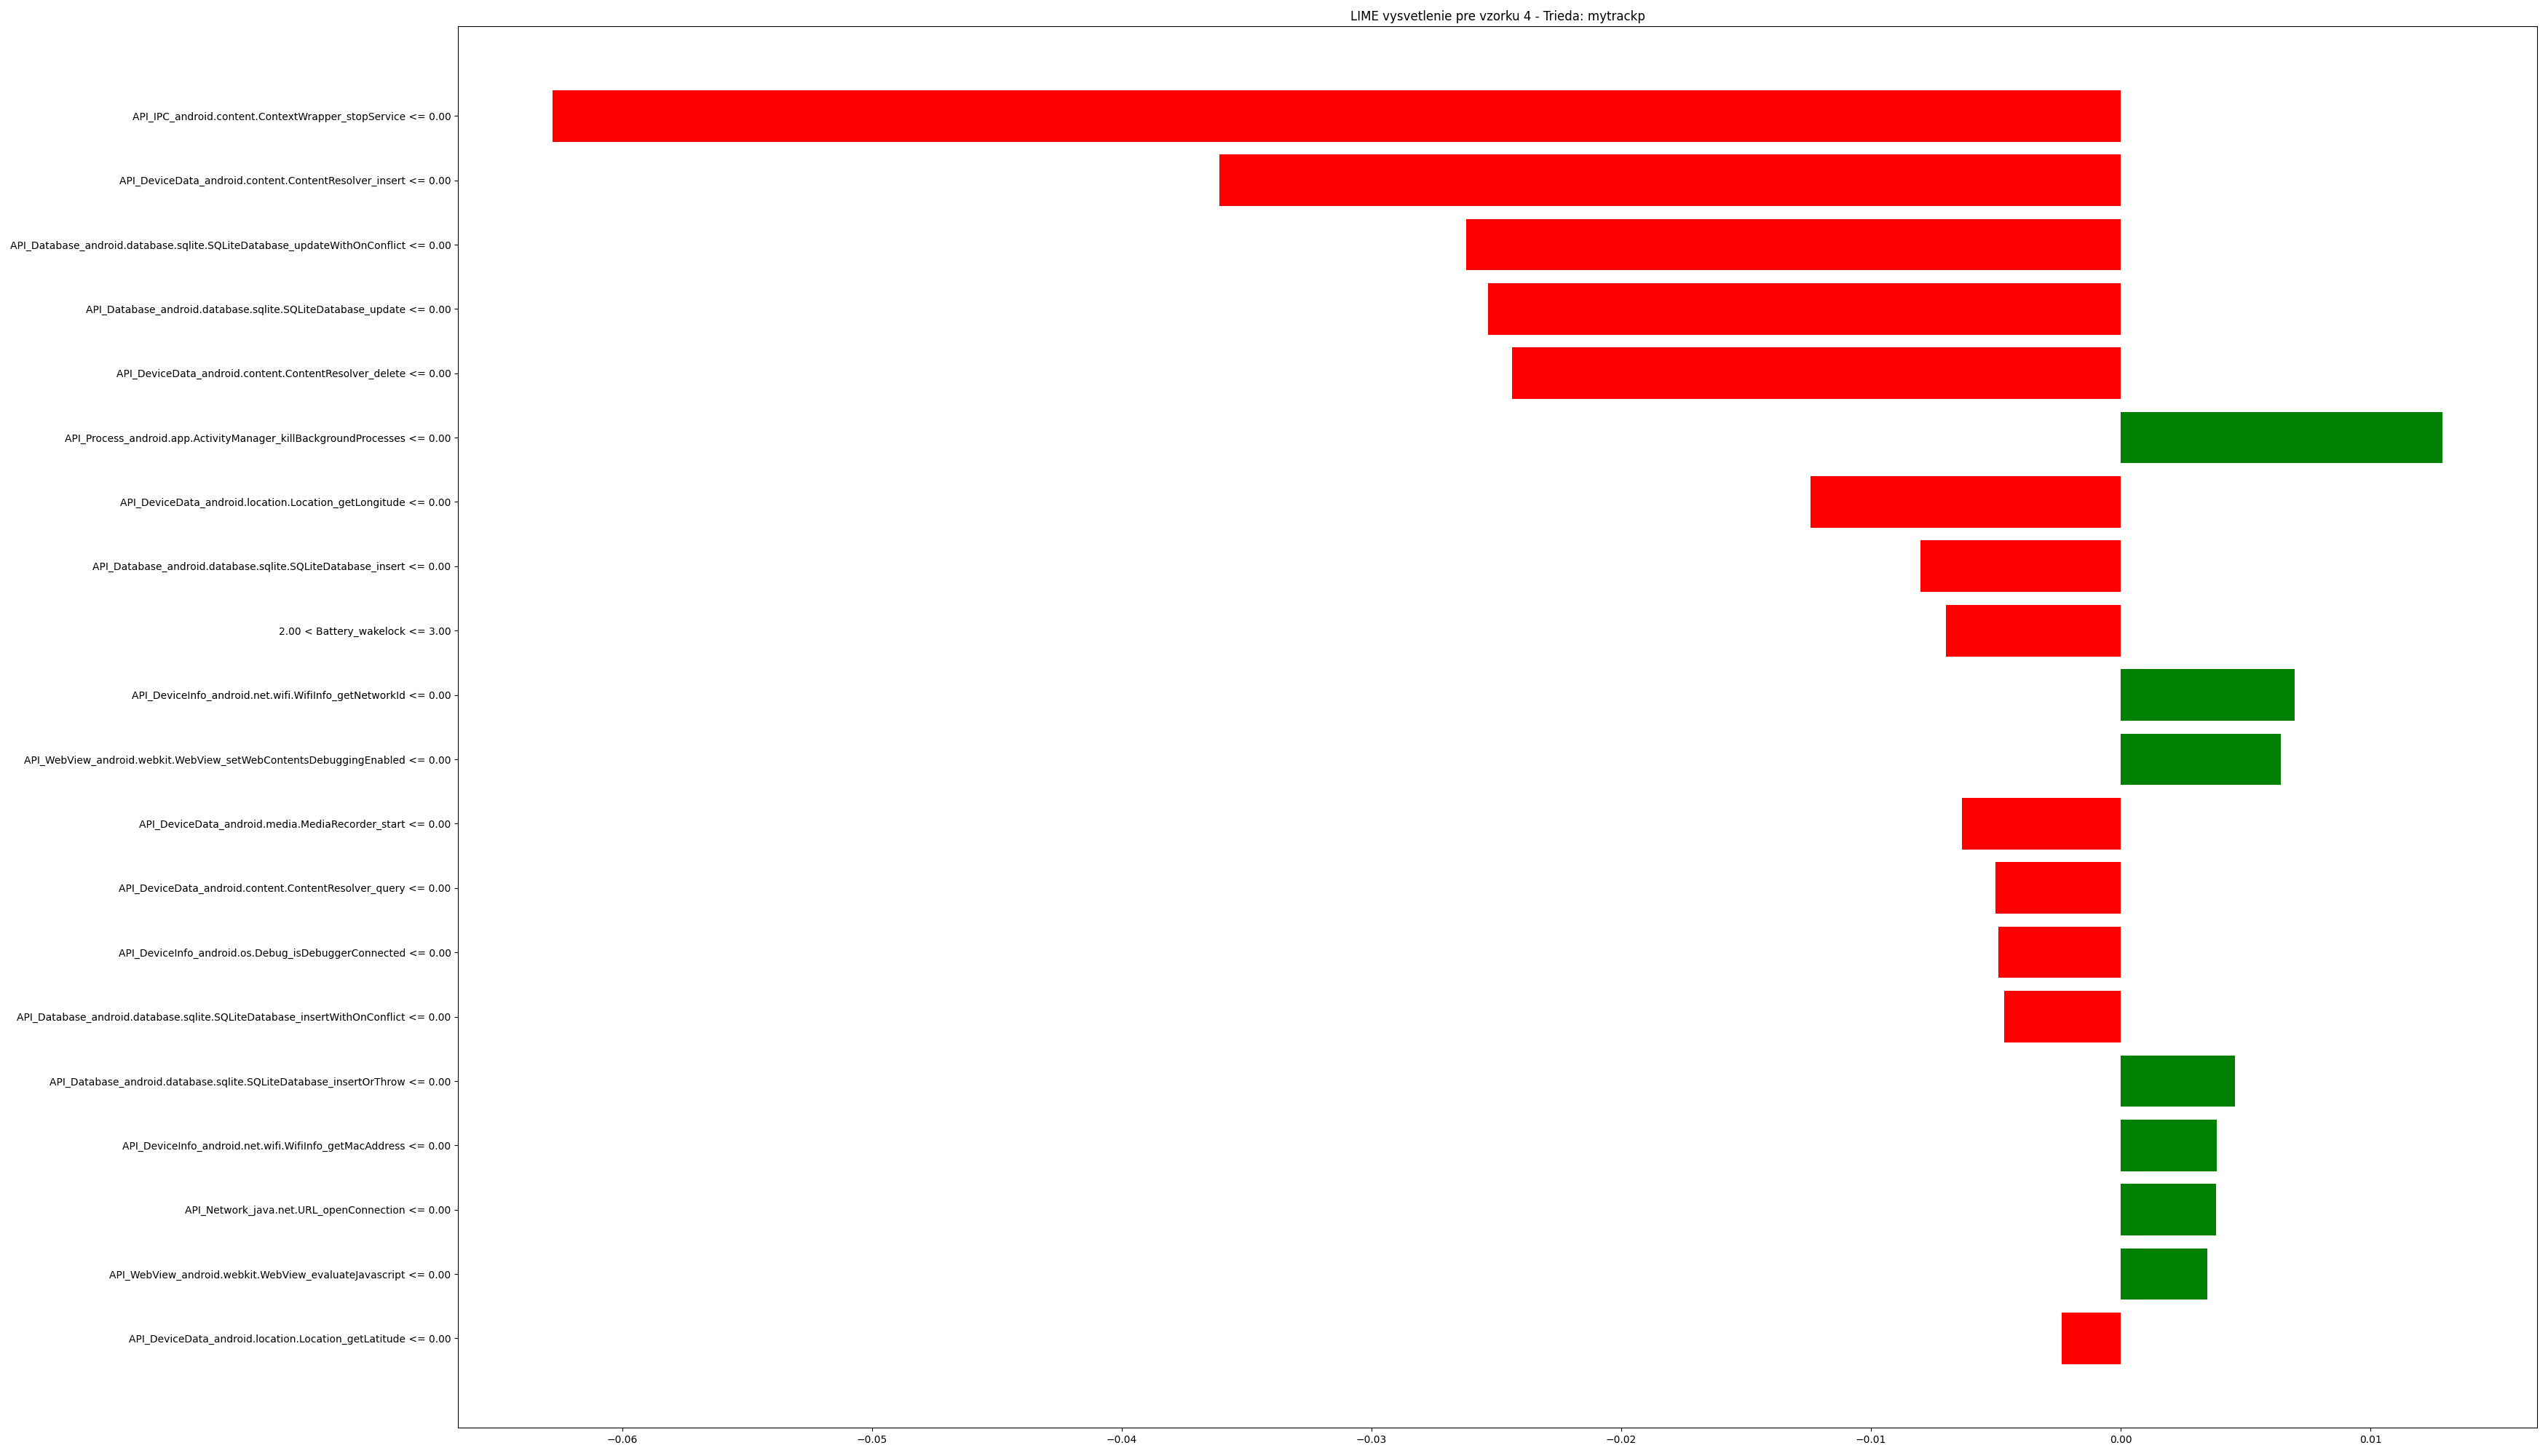 LIME vysvetlenie pre vzorku 4 - Trieda: mytrackp
API_IPC_android.content.ContextWrapper_stopService <= 0.00
API_DeviceData_android.content.ContentResolver_insert <= 0.00
API_Database_android.database.sqlite.SQLiteDatabase_updateWithOnConflict <= 0.00
API_Database_android.database.sqlite.SQLiteDatabase_update <= 0.00
API_DeviceData_android.content.ContentResolver_delete <= 0.00
API_Process_android.app.ActivityManager_killBackgroundProcesses <= 0.00
API_DeviceData_android.location.Location_getLongitude <= 0.00
API_Database_android.database.sqlite.SQLiteDatabase_insert <= 0.00
2.00 < Battery_wakelock <= 3.00
API_DeviceInfo_android.net.wifi.WifiInfo_getNetworkId <= 0.00
API_WebView_android.webkit.WebView_setWebContentsDebuggingEnabled <= 0.00
API_DeviceData_android.media.MediaRecorder_start <= 0.00
API_DeviceData_android.content.ContentResolver_query <= 0.00
API_DeviceInfo_android.os.Debug_isDebuggerConnected <= 0.00
API_Database_android.database.sqlite.SQLiteDatabase_insertWithOnConflict <= 0.00
API_Database_android.database.sqlite.SQLiteDatabase_insertOrThrow <= 0.00
API_DeviceInfo_android.net.wifi.WifiInfo_getMacAddress <= 0.00
API_Network_java.net.URL_openConnection <= 0.00
API_WebView_android.webkit.WebView_evaluateJavascript <= 0.00
API_DeviceData_android.location.Location_getLatitude <= 0.00
−0.06 −0.05 −0.04 −0.03 −0.02 −0.01 0.00 0.01